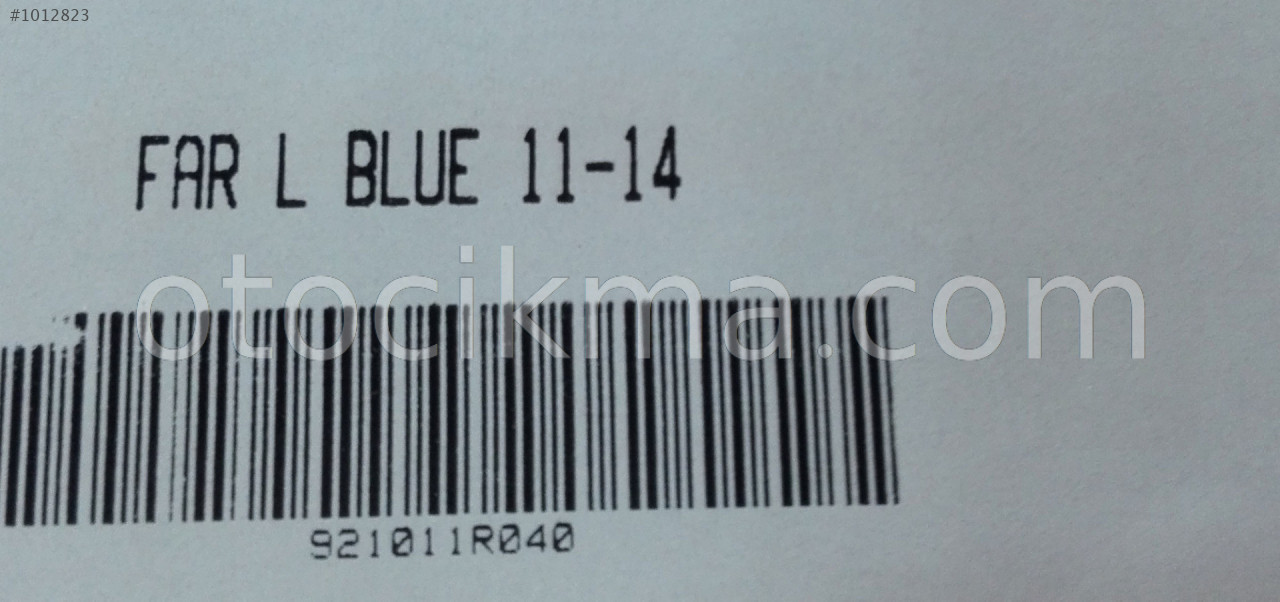 #1012823
FAR L BLUE 11-14
otocikma.com
921011R040